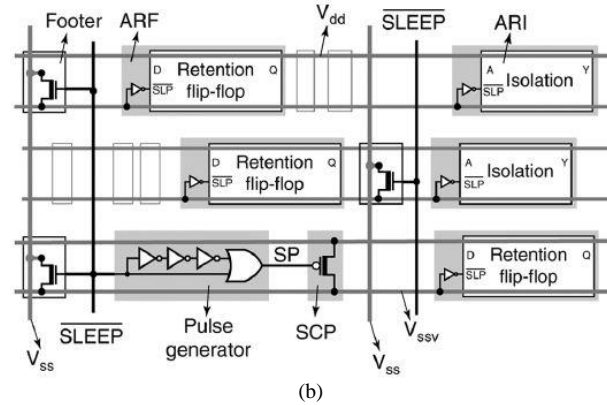 Footer ARF V_dd SLEEP ARI
D Retention flip-flop Q SLP
A Isolation Y SLP
D Retention flip-flop Q SLP
A Isolation Y SLP
SP
D Retention flip-flop Q SLP
SLEEP
Pulse generator
SCP
V_ssv
V_ss
V_ss
(b)